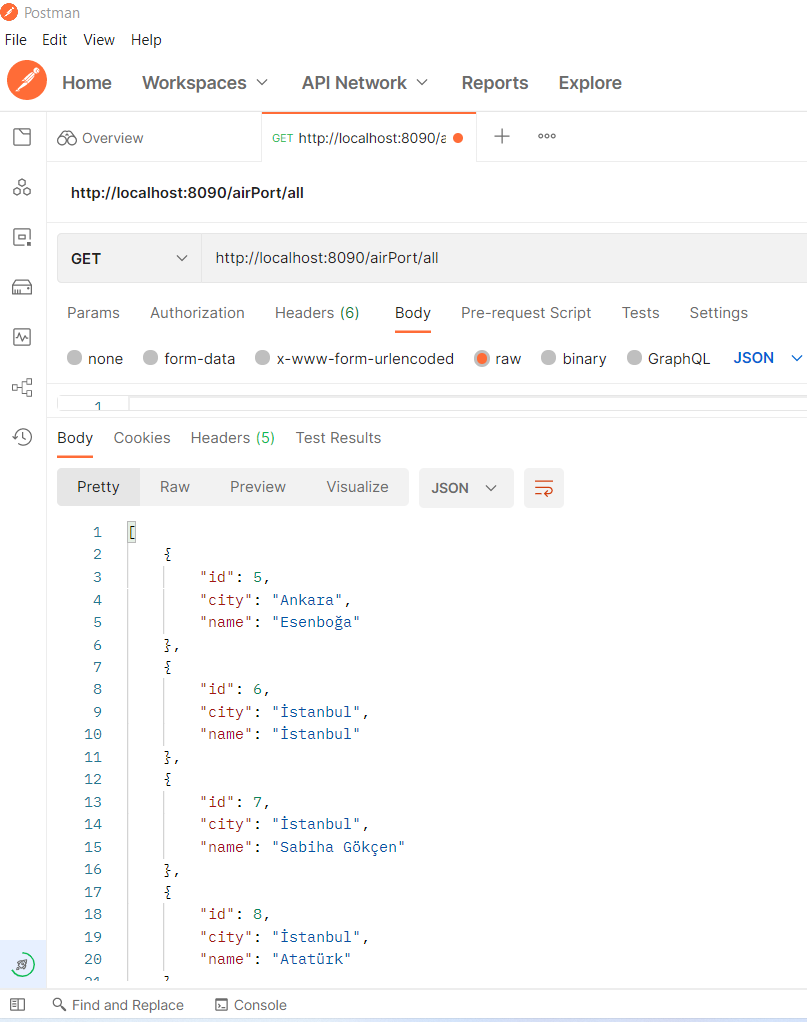 Postman
File Edit View Help
Home Workspaces API Network Reports Explore
Overview GET http://localhost:8090/a
http://localhost:8090/airPort/all
GET http://localhost:8090/airPort/all
Params Authorization Headers (6) Body Pre-request Script Tests Settings
none form-data x-www-form-urlencoded raw binary GraphQL JSON
1
Body Cookies Headers (5) Test Results
Pretty Raw Preview Visualize JSON
1 [
2 {
3 "id": 5,
4 "city": "Ankara",
5 "name": "Esenboğa"
6 },
7 {
8 "id": 6,
9 "city": "İstanbul",
10 "name": "İstanbul"
11 },
12 {
13 "id": 7,
14 "city": "İstanbul",
15 "name": "Sabiha Gökçen"
16 },
17 {
18 "id": 8,
19 "city": "İstanbul",
20 "name": "Atatürk"
21 }
Find and Replace Console